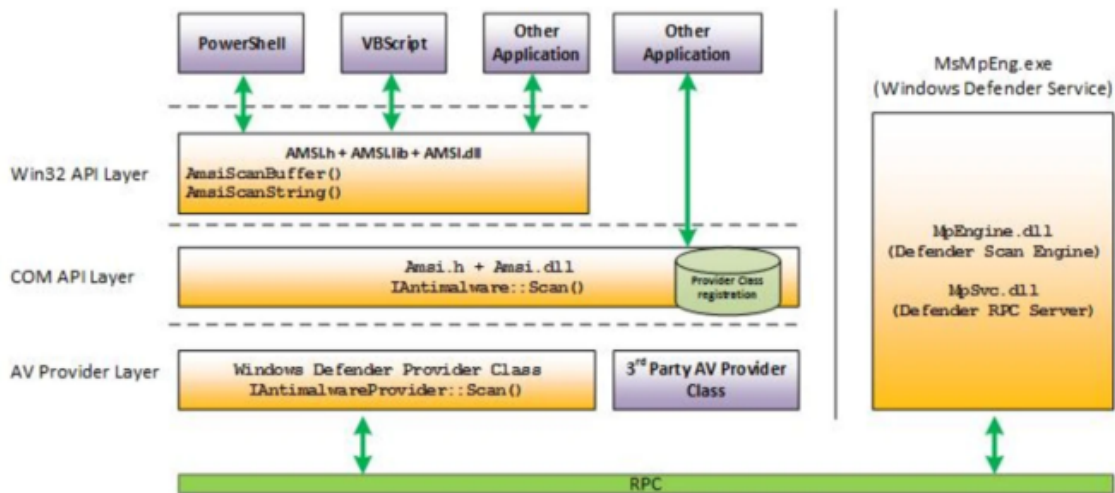 PowerShell
VBScript
Other
Application
Other
Application
MsMpEng.exe
(Windows Defender Service)
Win32 API Layer
AMSI.h + AMSI.lib + AMSI.dll
AmsiScanBuffer()
AmsiScanString()
COM API Layer
Amsi.h + Amsi.dll
IAntimalware::Scan()
Provider Class
registration
MpEngine.dll
(Defender Scan Engine)
MpSvc.dll
(Defender RPC Server)
AV Provider Layer
Windows Defender Provider Class
IAntimalwareProvider::Scan()
3rd Party AV Provider
Class
RPC